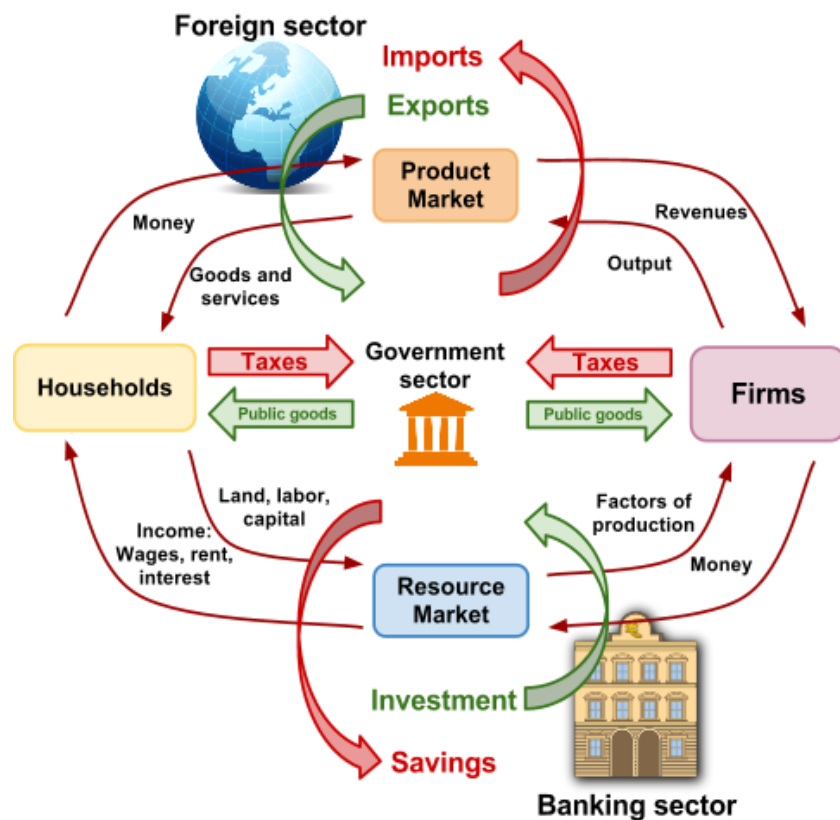 Foreign sector
Imports
Exports
Product
Market
Money
Revenues
Goods and
services
Output
Households
Taxes
Government
sector
Taxes
Firms
Public goods
Public goods
Land, labor,
capital
Income:
Wages, rent,
interest
Factors of
production
Money
Resource
Market
Investment
Savings
Banking sector